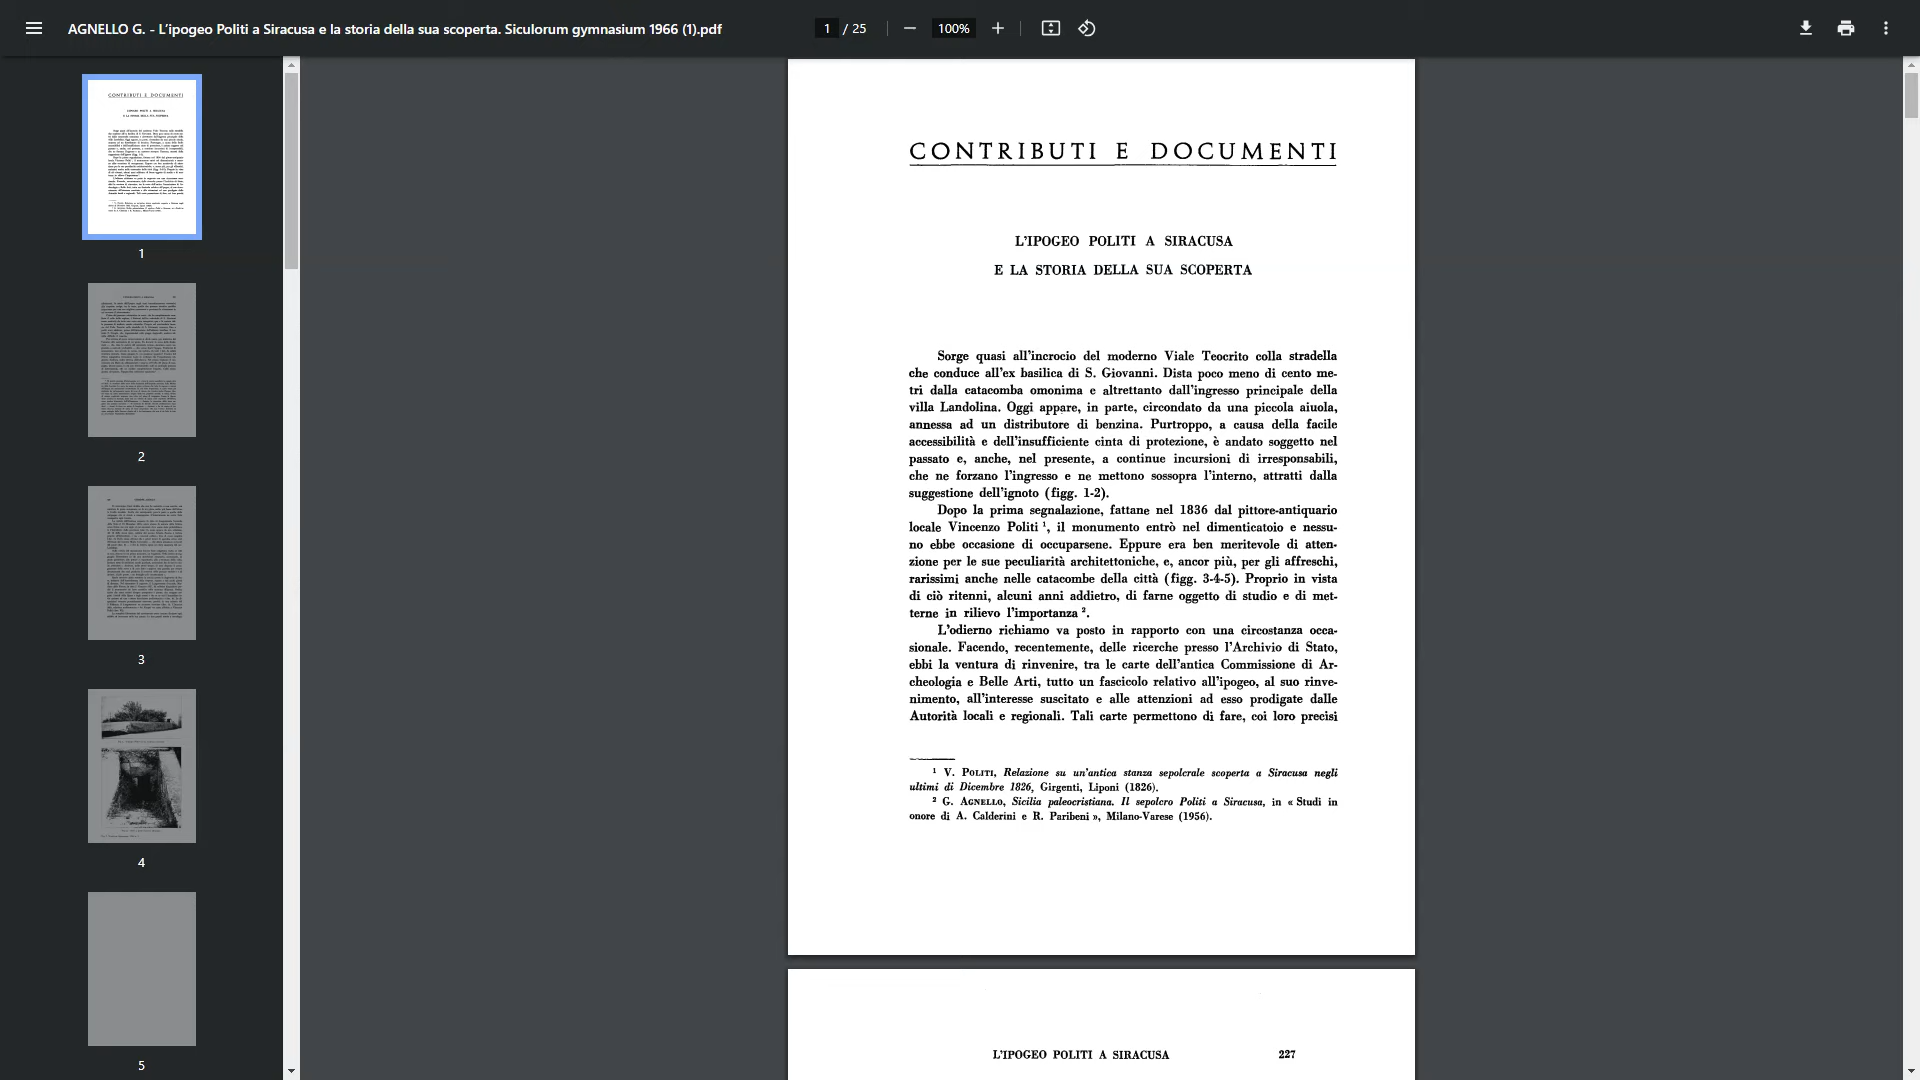 AGNELLO G. - L'ipogeo Politi a Siracusa e la storia della sua scoperta. Siculorum gymnasium 1966 (1).pdf
1 / 25
100%
1
2
3
4
5
CONTRIBUTI E DOCUMENTI
L'IPOGEO POLITI A SIRACUSA
E LA STORIA DELLA SUA SCOPERTA
Sorge quasi all'incrocio del moderno Viale Teocrito colla stradella
che conduce all'ex basilica di S. Giovanni. Dista poco meno di cento me-
tri dalla catacomba omonima e altrettanto dall'ingresso principale della
villa Landolina. Oggi appare, in parte, circondato da una piccola aiuola,
annessa ad un distributore di benzina. Purtroppo, a causa della facile
accessibilità e dell'insufficiente cinta di protezione, è andato soggetto nel
passato e, anche, nel presente, a continue incursioni di irresponsabili,
che ne forzano l'ingresso e ne mettono sossopra l'interno, attratti dalla
suggestione dell'ignoto (figg. 1-2).
Dopo la prima segnalazione, fattane nel 1836 dal pittore-antiquario
locale Vincenzo Politi ¹, il monumento entrò nel dimenticatoio e nessu-
no ebbe occasione di occuparsene. Eppure era ben meritevole di atten-
zione per le sue peculiarità architettoniche, e, ancor più, per gli affreschi,
rarissimi anche nelle catacombe della città (figg. 3-4-5). Proprio in vista
di ciò ritenni, alcuni anni addietro, di farne oggetto di studio e di met-
terne in rilievo l'importanza ².
L'odierno richiamo va posto in rapporto con una circostanza occa-
sionale. Facendo, recentemente, delle ricerche presso l'Archivio di Stato,
ebbi la ventura di rinvenire, tra le carte dell'antica Commissione di Ar-
cheologia e Belle Arti, tutto un fascicolo relativo all'ipogeo, al suo rinve-
nimento, all'interesse suscitato e alle attenzioni ad esso prodigate dalle
Autorità locali e regionali. Tali carte permettono di fare, coi loro precisi
¹ V. POLITI, Relazione su un'antica stanza sepolcrale scoperta a Siracusa negli
ultimi di Dicembre 1826, Girgenti, Liponi (1826).
² G. AGNELLO, Sicilia paleocristiana. Il sepolcro Politi a Siracusa, in « Studi in
onore di A. Calderini e R. Paribeni », Milano-Varese (1956).
L'IPOGEO POLITI A SIRACUSA 227